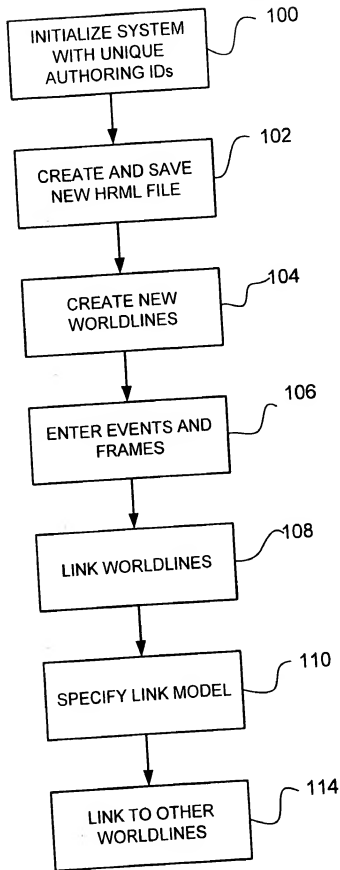 INITIALIZE SYSTEM
WITH UNIQUE
AUTHORING IDs
100
CREATE AND SAVE
NEW HRML FILE
102
CREATE NEW
WORLDLINES
104
ENTER EVENTS AND
FRAMES
106
LINK WORLDLINES
108
SPECIFY LINK MODEL
110
LINK TO OTHER
WORLDLINES
114